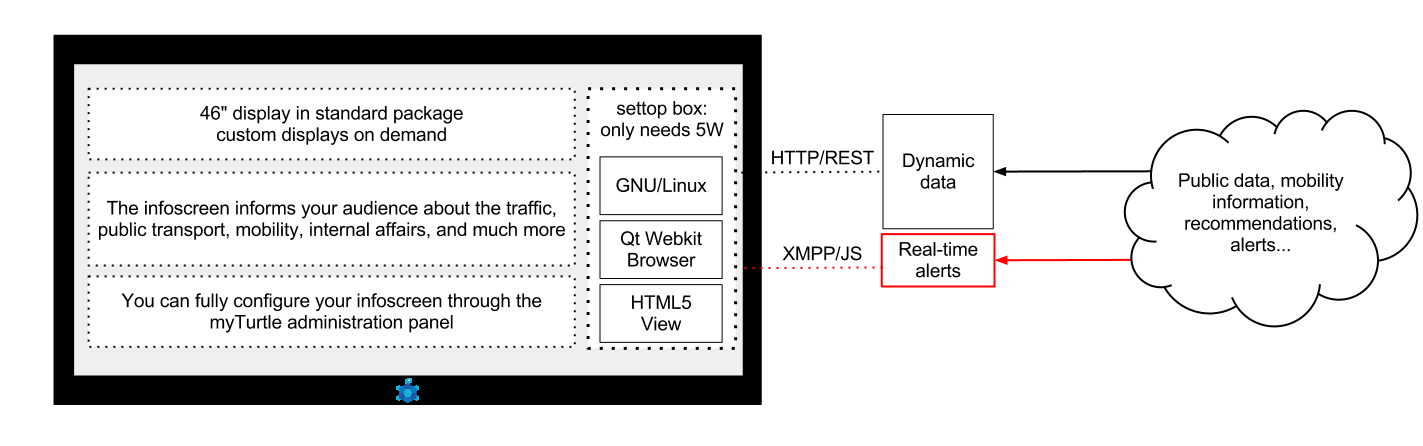 46" display in standard package
custom displays on demand
The infoscreen informs your audience about the traffic,
public transport, mobility, internal affairs, and much more
You can fully configure your infoscreen through the
myTurtle administration panel
settop box:
only needs 5W
GNU/Linux
Qt Webkit
Browser
HTML5
View
HTTP/REST
XMPP/JS
Dynamic
data
Real-time
alerts
Public data, mobility
information,
recommendations,
alerts...